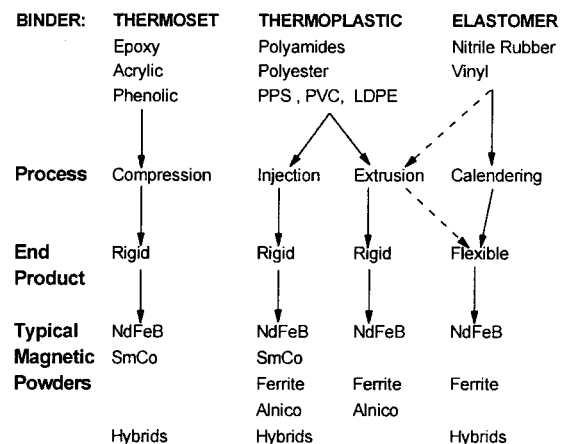 BINDER: THERMOSET THERMOPLASTIC ELASTOMER
Epoxy Polyamides Nitrile Rubber
Acrylic Polyester Vinyl
Phenolic PPS , PVC, LDPE
Process Compression Injection Extrusion Calendering
End Rigid Rigid Rigid Flexible
Product
Typical NdFeB NdFeB NdFeB NdFeB
Magnetic SmCo SmCo
Powders Ferrite Ferrite Ferrite
Alnico Alnico
Hybrids Hybrids Hybrids